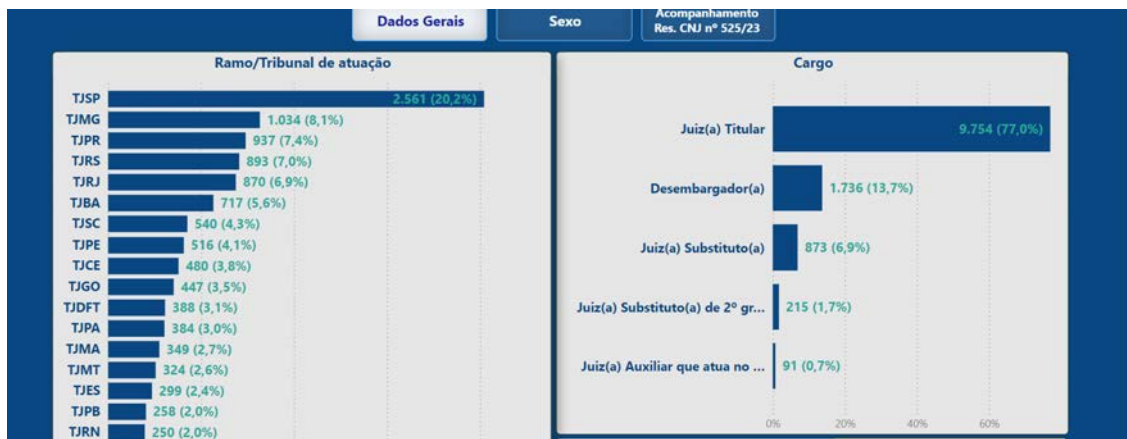 Dados Gerais
Sexo
Acompanhamento
Res. CNJ nº 525/23
Ramo/Tribunal de atuação
TJSP 2.561 (20,2%)
TJMG 1.034 (8,1%)
TJPR 937 (7,4%)
TJRS 893 (7,0%)
TJRJ 870 (6,9%)
TJBA 717 (5,6%)
TJSC 540 (4,3%)
TJPE 516 (4,1%)
TJCE 480 (3,8%)
TJGO 447 (3,5%)
TJDFT 388 (3,1%)
TJPA 384 (3,0%)
TJMA 349 (2,7%)
TJMT 324 (2,6%)
TJES 299 (2,4%)
TJPB 258 (2,0%)
TJRN 250 (2,0%)
Cargo
Juiz(a) Titular 9.754 (77,0%)
Desembargador(a) 1.736 (13,7%)
Juiz(a) Substituto(a) 873 (6,9%)
Juiz(a) Substituto(a) de 2º gr... 215 (1,7%)
Juiz(a) Auxiliar que atua no ... 91 (0,7%)
0% 20% 40% 60%